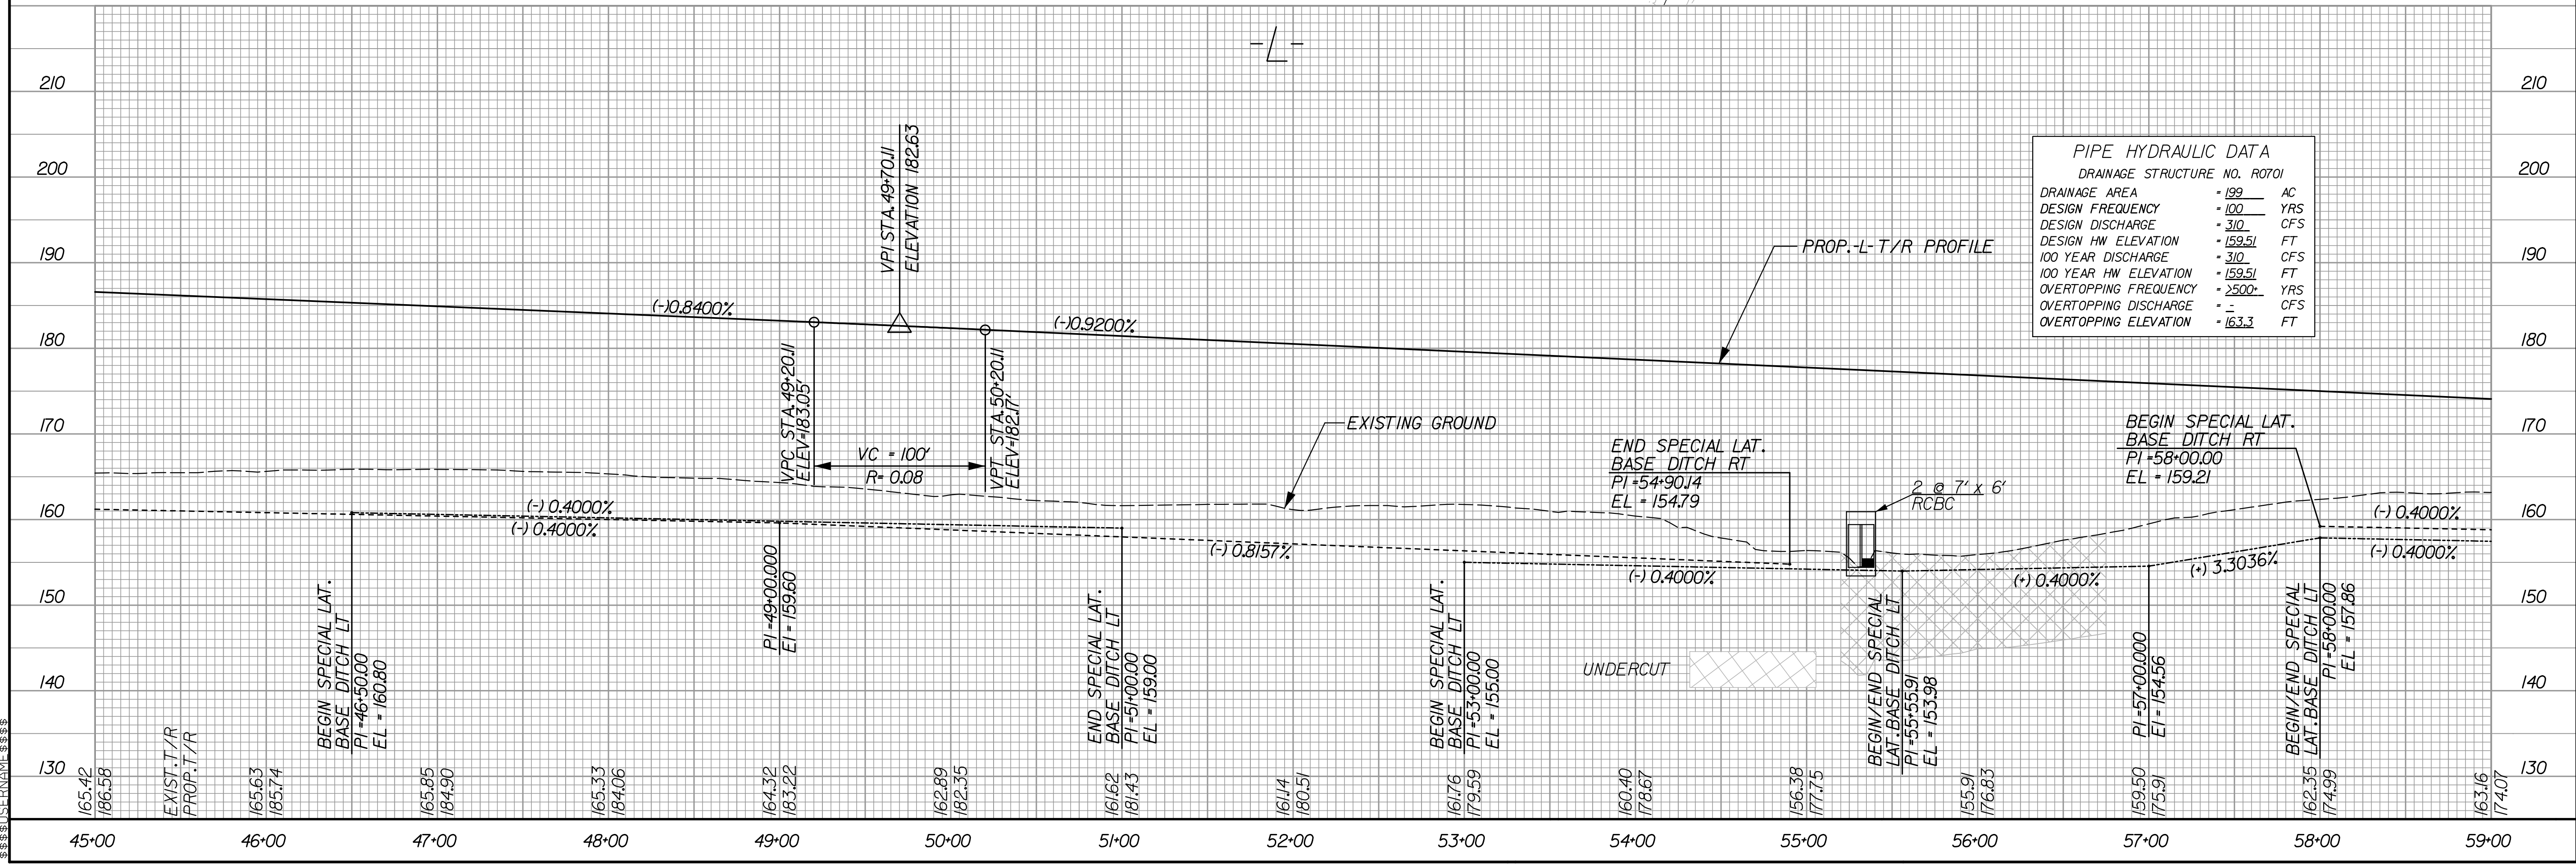 -L-
210
210
200
200
190
190
180
180
170
170
160
160
150
150
140
140
130
130
PIPE HYDRAULIC DATA
DRAINAGE STRUCTURE NO. R0701
DRAINAGE AREA = 199 AC
DESIGN FREQUENCY = 100 YRS
DESIGN DISCHARGE = 310 CFS
DESIGN HW ELEVATION = 159.51 FT
100 YEAR DISCHARGE = 310 CFS
100 YEAR HW ELEVATION = 159.51 FT
OVERTOPPING FREQUENCY = >500+ YRS
OVERTOPPING DISCHARGE = - CFS
OVERTOPPING ELEVATION = 163.3 FT
VPI STA. 49+70.11
ELEVATION 182.63
PROP.-L- T/R PROFILE
(-)0.8400%
(-)0.9200%
VPC STA. 49+20.11
ELEV=183.05'
VC = 100'
R= 0.08
VPT STA. 50+20.11
ELEV=182.17'
EXISTING GROUND
END SPECIAL LAT.
BASE DITCH RT
PI =54+90.14
EL = 154.79
2 @ 7' X 6'
RCBC
BEGIN SPECIAL LAT.
BASE DITCH RT
PI =58+00.00
EL = 159.21
(-) 0.4000%
(-) 0.4000%
(-) 0.8157%
(-) 0.4000%
(+) 0.4000%
(+) 3.3036%
(-) 0.4000%
(-) 0.4000%
BEGIN SPECIAL LAT.
BASE DITCH LT
PI =46+50.00
EL = 160.80
PI =49+00.000
El = 159.60
END SPECIAL LAT.
BASE DITCH LT
PI =51+00.00
EL = 159.00
BEGIN SPECIAL LAT.
BASE DITCH LT
PI =53+00.00
EL = 155.00
UNDERCUT
BEGIN/END SPECIAL
LAT. BASE DITCH LT
PI =55+55.91
EL = 153.98
PI =57+00.000
El = 154.56
BEGIN/END SPECIAL
LAT. BASE DITCH LT
PI =58+00.00
EL = 157.86
EXIST. T/R
PROP. T/R
165.42
186.58
165.63
185.74
165.85
184.90
165.33
184.06
164.32
183.22
162.89
182.35
161.62
181.43
161.14
180.51
161.76
179.59
160.40
178.67
156.38
177.75
155.91
176.83
159.50
175.91
162.35
174.99
163.16
174.07
45+00
46+00
47+00
48+00
49+00
50+00
51+00
52+00
53+00
54+00
55+00
56+00
57+00
58+00
59+00
$$$$USERNAME$$$$